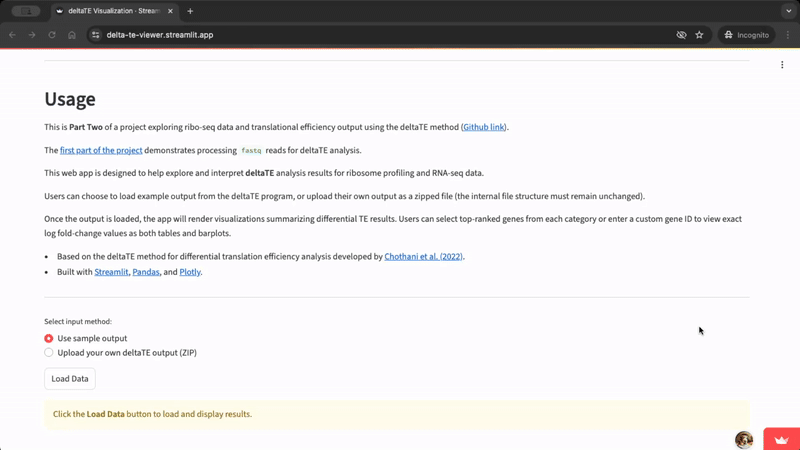 deltaTE Visualization · Stream
delta-te-viewer.streamlit.app
Incognito
Usage
This is Part Two of a project exploring ribo-seq data and translational efficiency output using the deltaTE method (Github link).
The first part of the project demonstrates processing fastq reads for deltaTE analysis.
This web app is designed to help explore and interpret deltaTE analysis results for ribosome profiling and RNA-seq data.
Users can choose to load example output from the deltaTE program, or upload their own output as a zipped file (the internal file structure must remain unchanged).
Once the output is loaded, the app will render visualizations summarizing differential TE results. Users can select top-ranked genes from each category or enter a custom gene ID to view exact
log fold-change values as both tables and barplots.
• Based on the deltaTE method for differential translation efficiency analysis developed by Chothani et al. (2022).
• Built with Streamlit, Pandas, and Plotly.
Select input method:
Use sample output
Upload your own deltaTE output (ZIP)
Load Data
Click the Load Data button to load and display results.